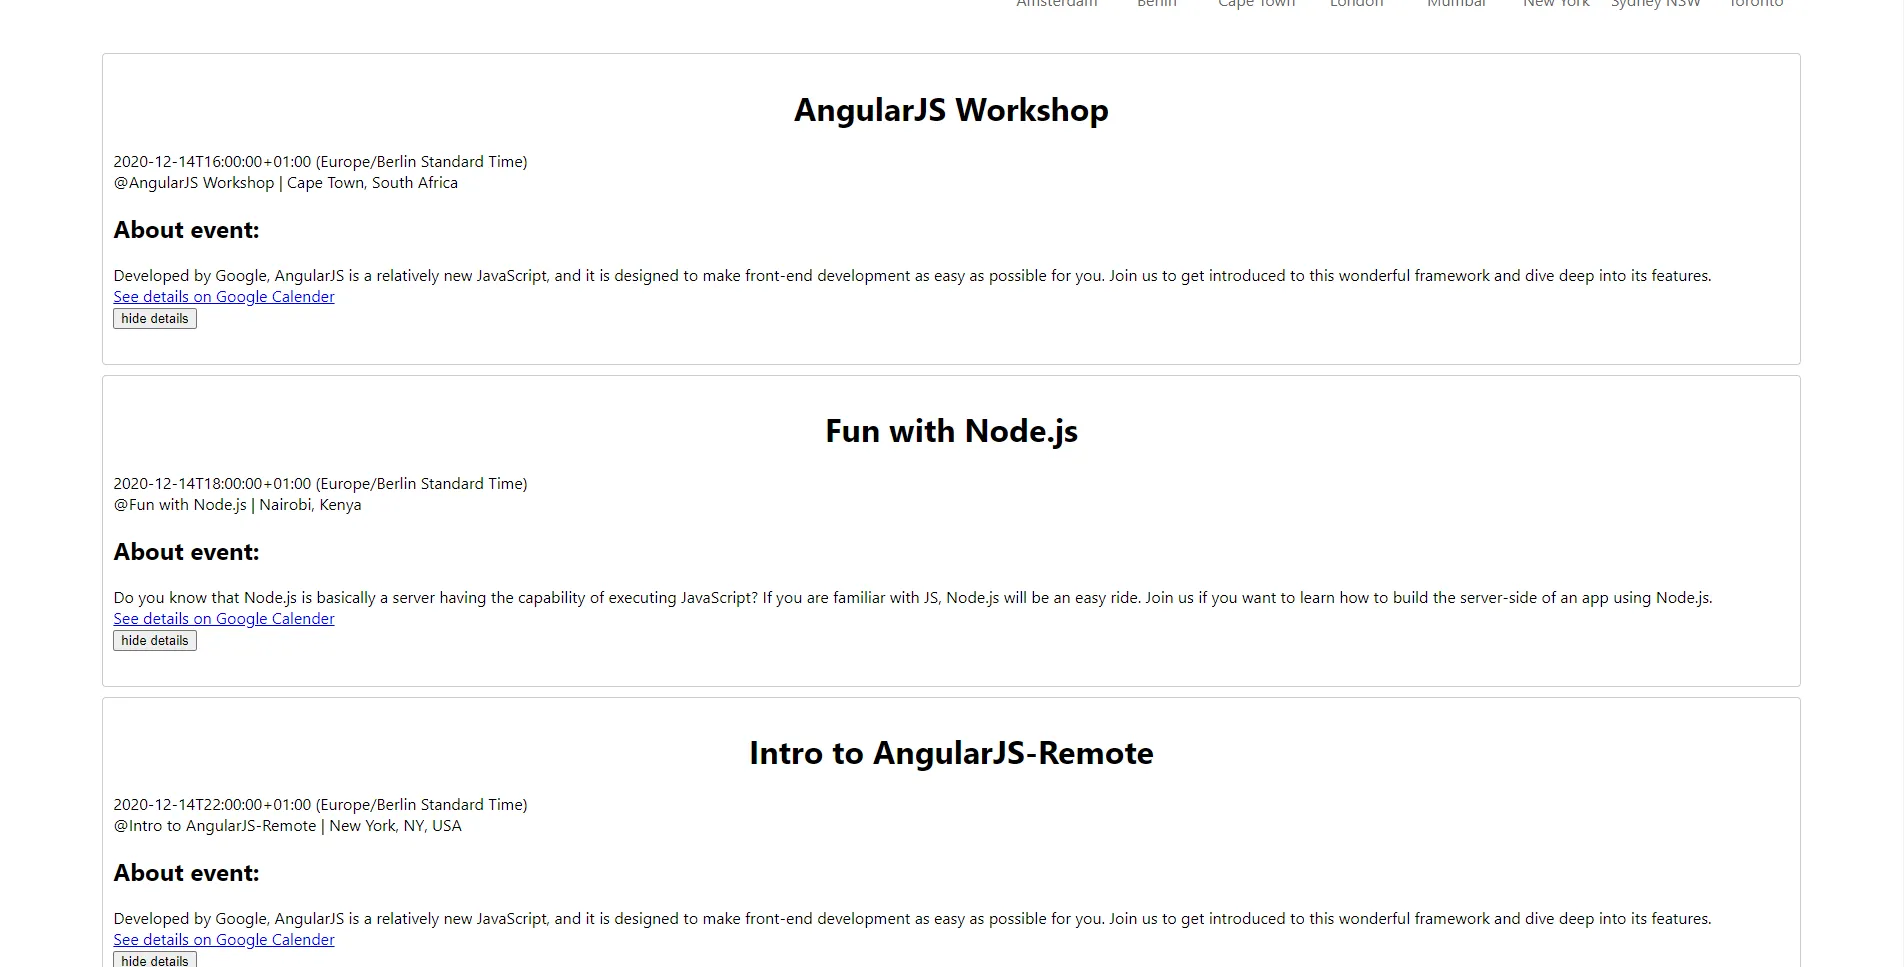 Amsterdam Berlin Cape Town London Mumbai New York Sydney NSW Toronto
AngularJS Workshop
2020-12-14T16:00:00+01:00 (Europe/Berlin Standard Time)
@AngularJS Workshop | Cape Town, South Africa
About event:
Developed by Google, AngularJS is a relatively new JavaScript, and it is designed to make front-end development as easy as possible for you. Join us to get introduced to this wonderful framework and dive deep into its features.
See details on Google Calender
hide details
Fun with Node.js
2020-12-14T18:00:00+01:00 (Europe/Berlin Standard Time)
@Fun with Node.js | Nairobi, Kenya
About event:
Do you know that Node.js is basically a server having the capability of executing JavaScript? If you are familiar with JS, Node.js will be an easy ride. Join us if you want to learn how to build the server-side of an app using Node.js.
See details on Google Calender
hide details
Intro to AngularJS-Remote
2020-12-14T22:00:00+01:00 (Europe/Berlin Standard Time)
@Intro to AngularJS-Remote | New York, NY, USA
About event:
Developed by Google, AngularJS is a relatively new JavaScript, and it is designed to make front-end development as easy as possible for you. Join us to get introduced to this wonderful framework and dive deep into its features.
See details on Google Calender
hide details